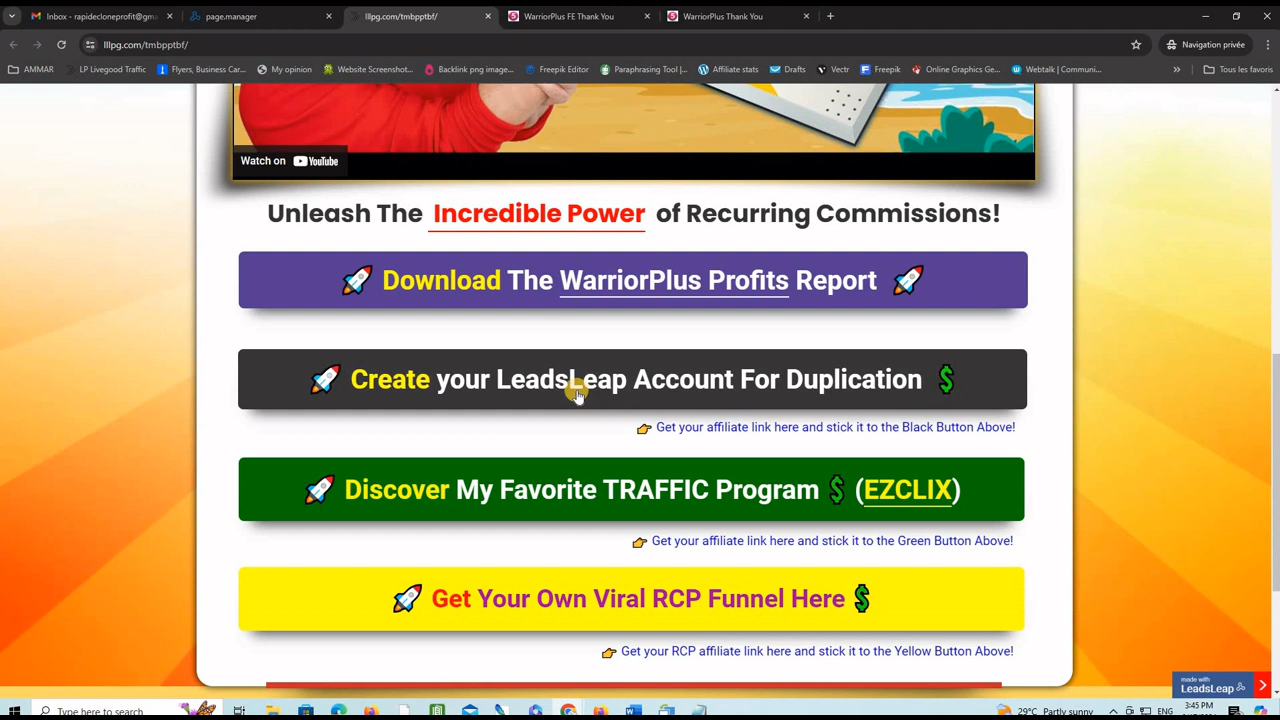 Inbox - rapidecloneprofit@gm
page.manager
lllpg.com/tmbpptbf/
WarriorPlus FE Thank You
WarriorPlus Thank You
lllpg.com/tmbpptbf/
Navigation privée
AMMAR
LP Livegood Traffic
Flyers, Business Car...
My opinion
Website Screenshot...
Backlink png image...
Freepik Editor
Paraphrasing Tool |...
Affiliate stats
Drafts
Vectr
Freepik
Online Graphics Ge...
Webtalk | Communi...
Tous les favoris
Watch on YouTube
Unleash The Incredible Power of Recurring Commissions!
Download The WarriorPlus Profits Report
Create your LeadsLeap Account For Duplication
Get your affiliate link here and stick it to the Black Button Above!
Discover My Favorite TRAFFIC Program (EZCLIX)
Get your affiliate link here and stick it to the Green Button Above!
Get Your Own Viral RCP Funnel Here
Get your RCP affiliate link here and stick it to the Yellow Button Above!
made with
LeadsLeap
Type here to search
29°C Partly sunny
3:45 PM